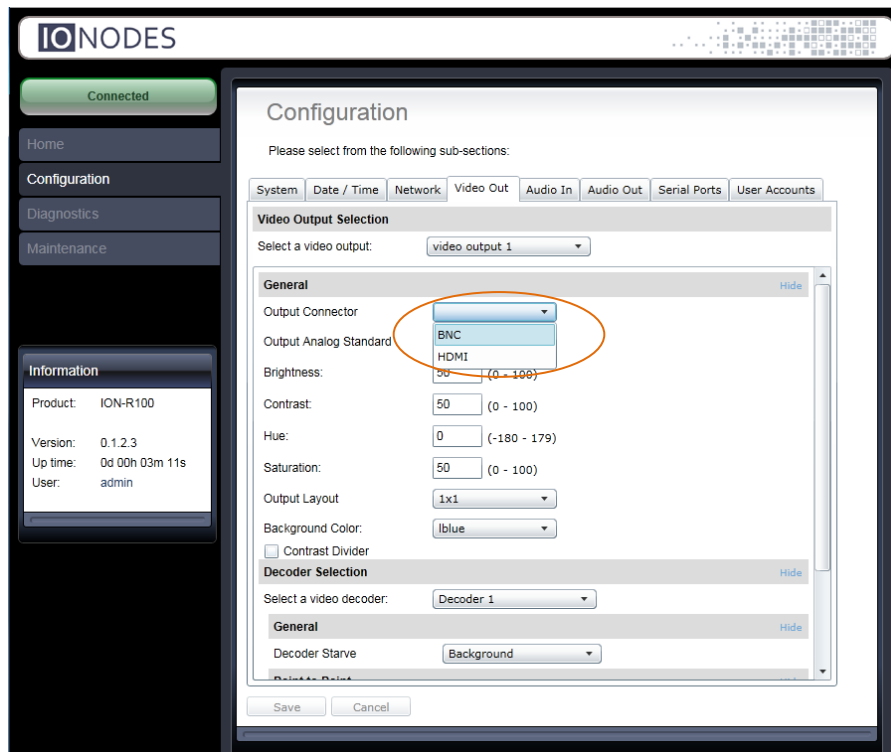 IONODES
Connected
Home
Configuration
Diagnostics
Maintenance
Information
Product: ION-R100
Version: 0.1.2.3
Up time: 0d 00h 03m 11s
User: admin
Configuration
Please select from the following sub-sections:
System Date / Time Network Video Out Audio In Audio Out Serial Ports User Accounts
Video Output Selection
Select a video output: video output 1
General Hide
Output Connector
BNC
Output Analog Standard
HDMI
Brightness: 50 (0 - 100)
Contrast: 50 (0 - 100)
Hue: 0 (-180 - 179)
Saturation: 50 (0 - 100)
Output Layout 1x1
Background Color: lblue
Contrast Divider
Decoder Selection Hide
Select a video decoder: Decoder 1
General Hide
Decoder Starve Background
Point to Point
Save Cancel